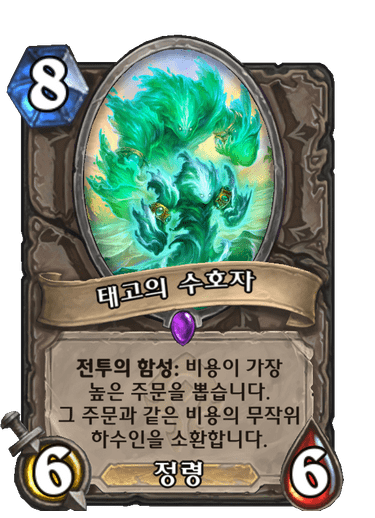 8
태고의 수호자
전투의 함성: 비용이 가장
높은 주문을 뽑습니다.
그 주문과 같은 비용의 무작위
하수인을 소환합니다.
6
정령
6